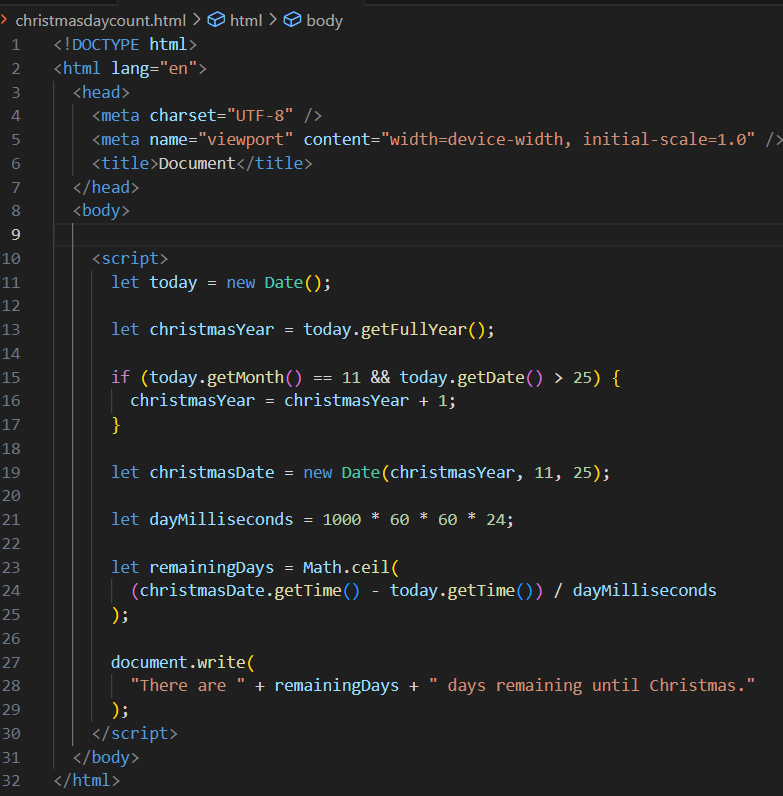 christmasdaycount.html > html > body
1 <!DOCTYPE html>
2 <html lang="en">
3 <head>
4 <meta charset="UTF-8" />
5 <meta name="viewport" content="width=device-width, initial-scale=1.0" />
6 <title>Document</title>
7 </head>
8 <body>
9
10 <script>
11 let today = new Date();
12
13 let christmasYear = today.getFullYear();
14
15 if (today.getMonth() == 11 && today.getDate() > 25) {
16 christmasYear = christmasYear + 1;
17 }
18
19 let christmasDate = new Date(christmasYear, 11, 25);
20
21 let dayMilliseconds = 1000 * 60 * 60 * 24;
22
23 let remainingDays = Math.ceil(
24 (christmasDate.getTime() - today.getTime()) / dayMilliseconds
25 );
26
27 document.write(
28 "There are " + remainingDays + " days remaining until Christmas."
29 );
30 </script>
31 </body>
32 </html>